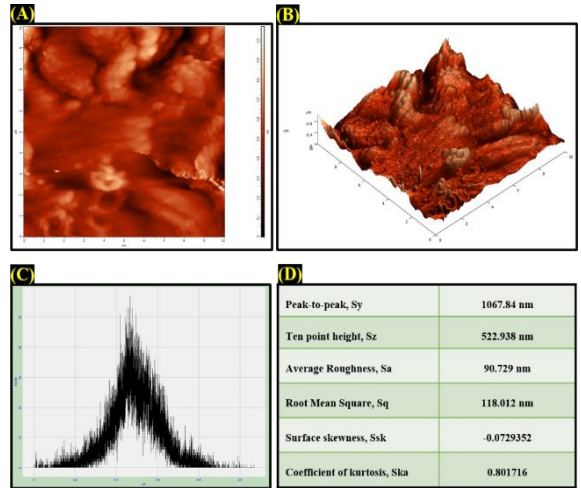 (A)
(B)
(C)
(D)
Peak-to-peak, Sy 1067.84 nm
Ten point height, Sz 522.938 nm
Average Roughness, Sa 90.729 nm
Root Mean Square, Sq 118.012 nm
Surface skewness, Ssk -0.0729352
Coefficient of kurtosis, Ska 0.801716